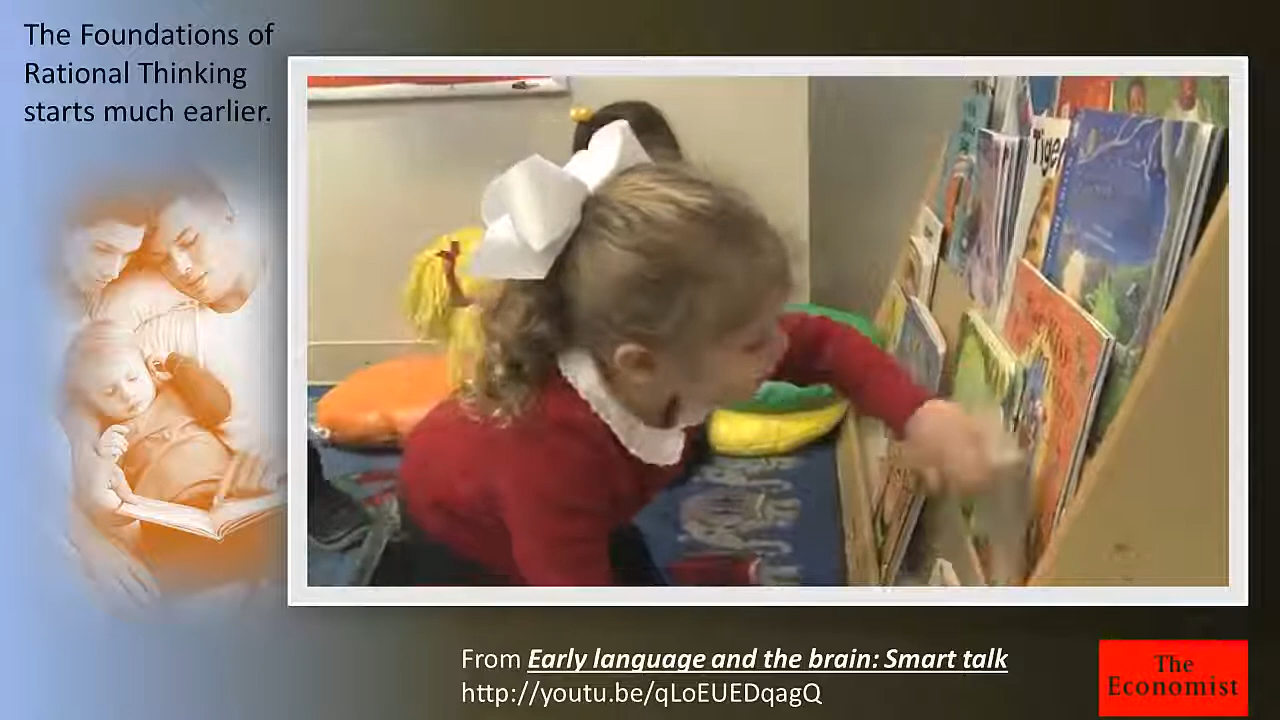 The Foundations of
Rational Thinking
starts much earlier.
Tige
From Early language and the brain: Smart talk
http://youtu.be/qLoEUEDqagQ
The
Economist